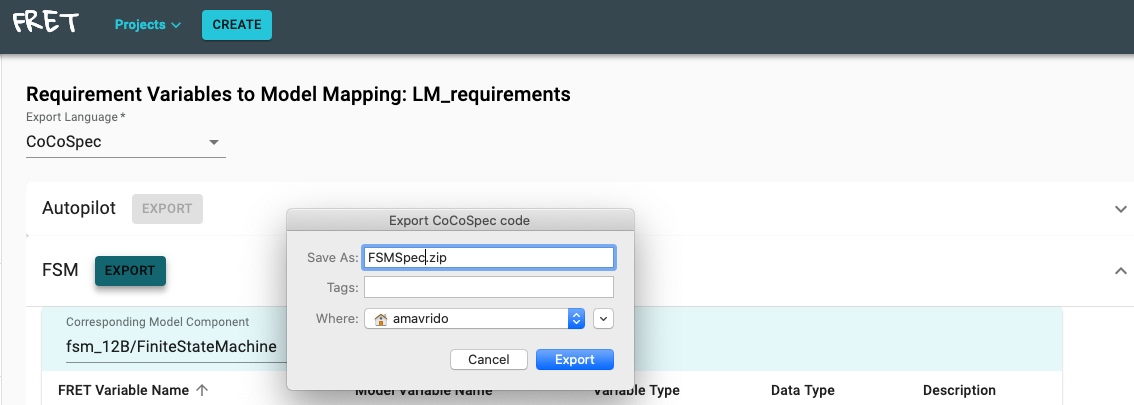 FRET
Projects
CREATE
Requirement Variables to Model Mapping: LM_requirements
Export Language *
CoCoSpec
Autopilot
EXPORT
Export CoCoSpec code
Save As: FSMSpec.zip
Tags:
Where: amavrido
Cancel
Export
FSM
EXPORT
Corresponding Model Component
fsm_12B/FiniteStateMachine
FRET Variable Name Model Variable Name Variable Type Data Type Description